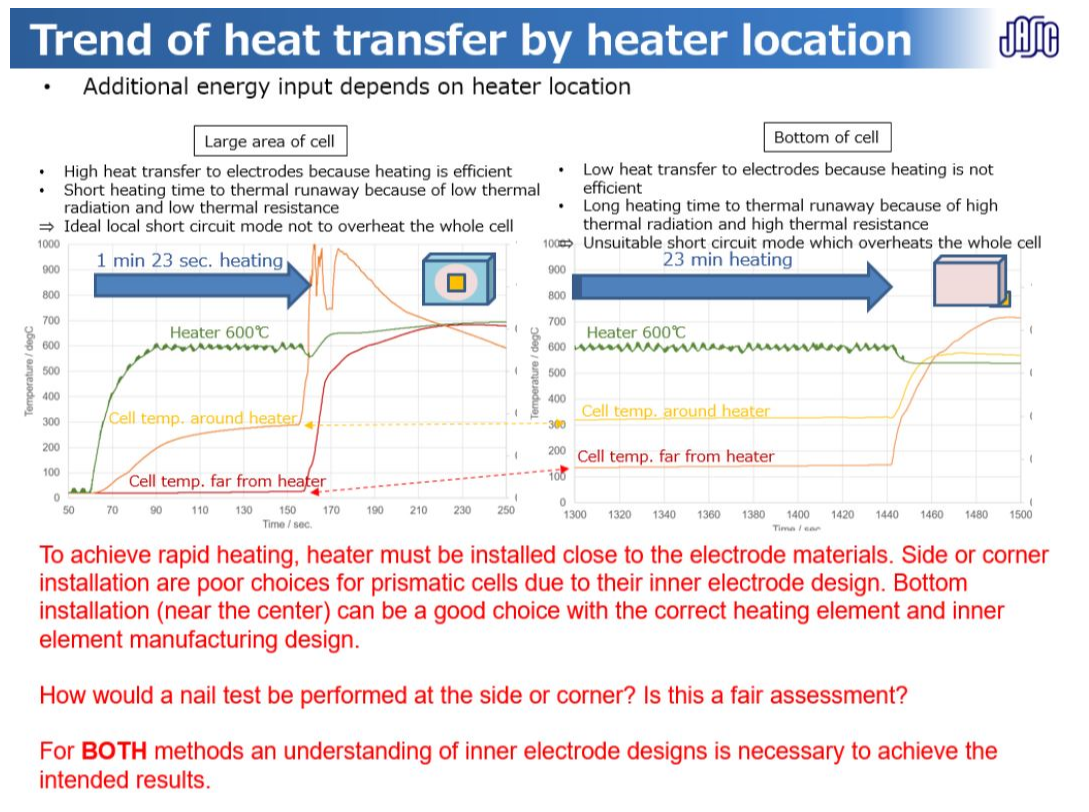 Trend of heat transfer by heater location
JASIC
• Additional energy input depends on heater location
Large area of cell
• High heat transfer to electrodes because heating is efficient
• Short heating time to thermal runaway because of low thermal
radiation and low thermal resistance
⇒ Ideal local short circuit mode not to overheat the whole cell
1000
900
800
700
600
500
400
300
200
100
0
Temperature / degC
1 min 23 sec. heating
Heater 600℃
Cell temp. around heater
Cell temp. far from heater
50 70 90 110 130 150 170 190 210 230 250
Time / sec.
Bottom of cell
• Low heat transfer to electrodes because heating is not
efficient
• Long heating time to thermal runaway because of high
thermal radiation and high thermal resistance
⇒ Unsuitable short circuit mode which overheats the whole cell
900
800
700
600
500
400
300
200
100
0
Temperature / degC
23 min heating
Heater 600℃
Cell temp. around heater
Cell temp. far from heater
1300 1320 1340 1360 1380 1400 1420 1440 1460 1480 1500
Time / sec
To achieve rapid heating, heater must be installed close to the electrode materials. Side or corner
installation are poor choices for prismatic cells due to their inner electrode design. Bottom
installation (near the center) can be a good choice with the correct heating element and inner
element manufacturing design.
How would a nail test be performed at the side or corner? Is this a fair assessment?
For BOTH methods an understanding of inner electrode designs is necessary to achieve the
intended results.